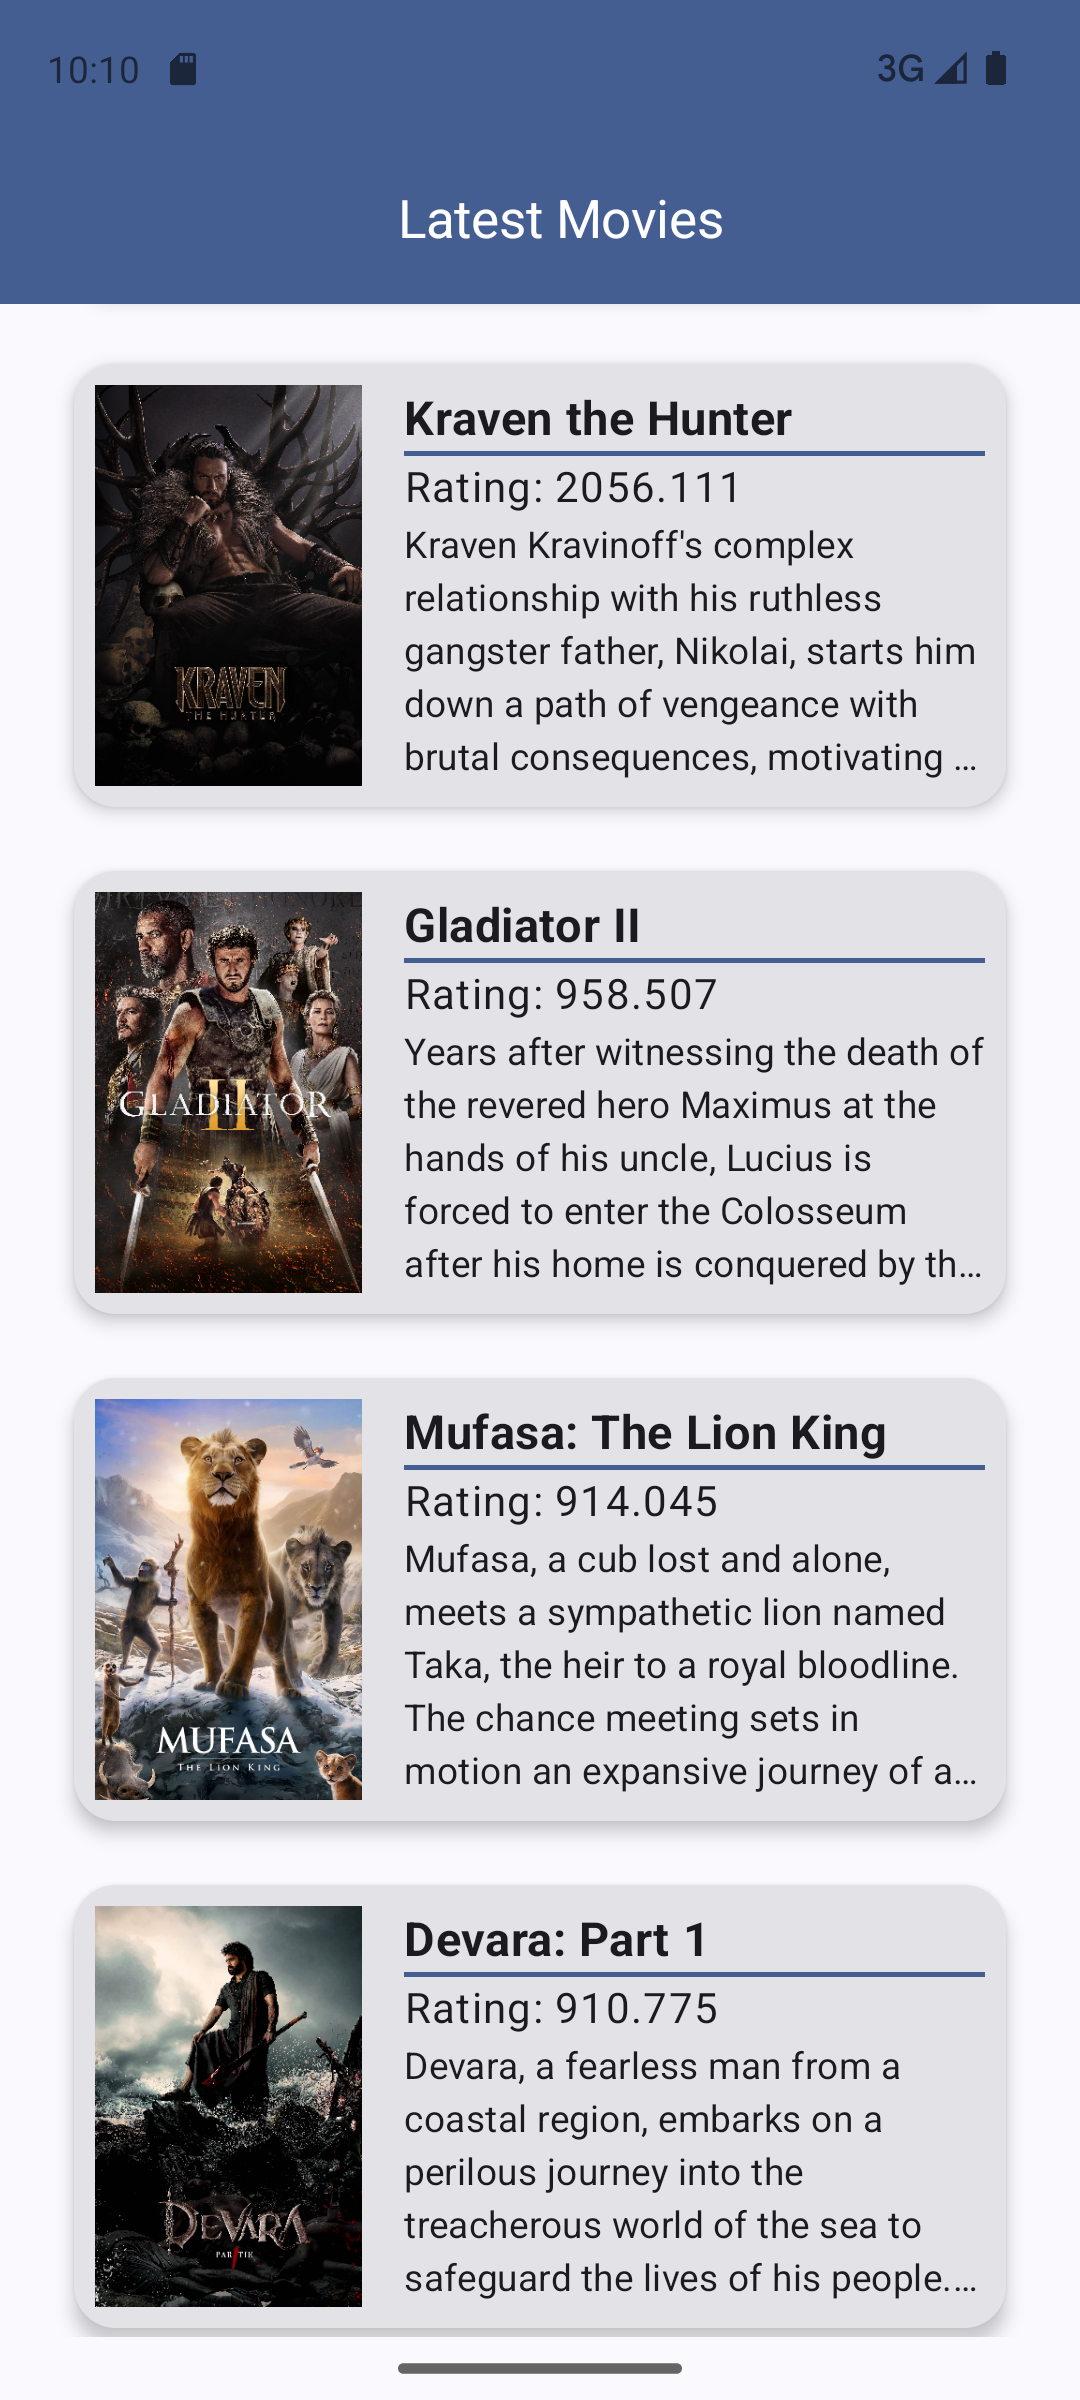 10:10
3G
Latest Movies
Kraven the Hunter
Rating: 2056.111
Kraven Kravinoff's complex
relationship with his ruthless
gangster father, Nikolai, starts him
down a path of vengeance with
brutal consequences, motivating …
KRAVEN
THE HUNTER
Gladiator II
Rating: 958.507
Years after witnessing the death of
the revered hero Maximus at the
hands of his uncle, Lucius is
forced to enter the Colosseum
after his home is conquered by th…
GLADIATOR
II
Mufasa: The Lion King
Rating: 914.045
Mufasa, a cub lost and alone,
meets a sympathetic lion named
Taka, the heir to a royal bloodline.
The chance meeting sets in
motion an expansive journey of a…
MUFASA
THE LION KING
Devara: Part 1
Rating: 910.775
Devara, a fearless man from a
coastal region, embarks on a
perilous journey into the
treacherous world of the sea to
safeguard the lives of his people.…
DEVARA